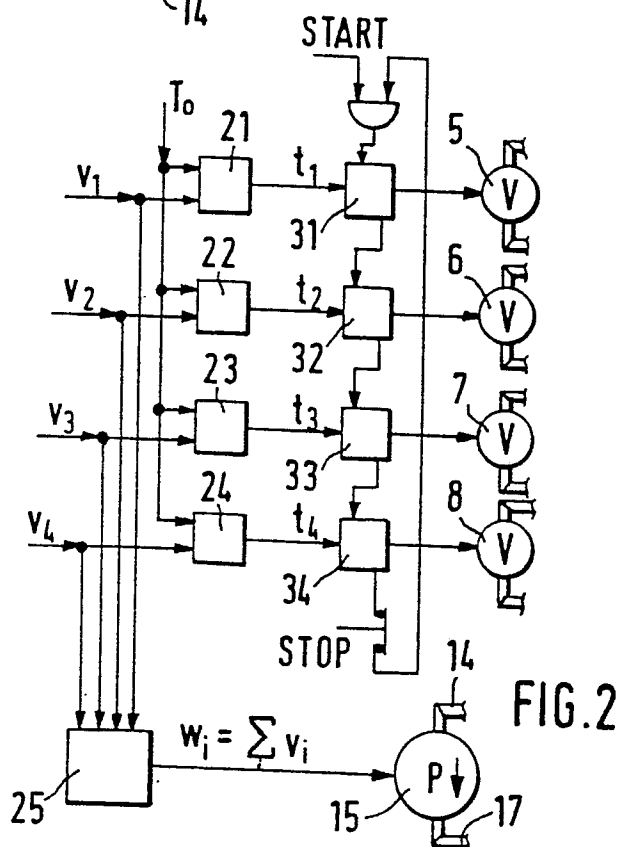 14
START
T₀
21
5
v₁
t₁
V
31
22
6
v₂
t₂
V
32
23
7
v₃
t₃
V
33
24
8
v₄
t₄
V
34
STOP
14
FIG.2
wᵢ = ∑ vᵢ
P
25
15
17